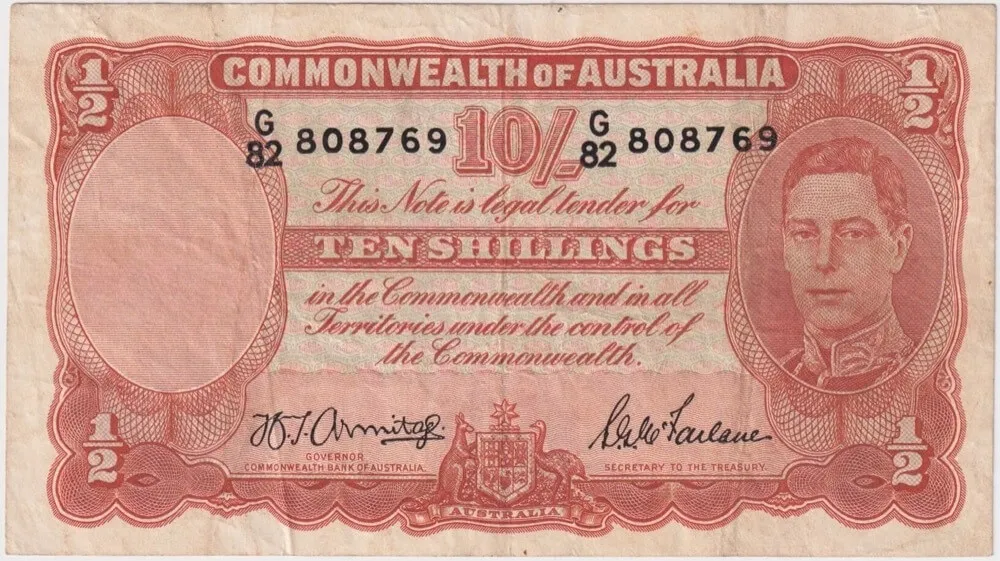 1/2 COMMONWEALTH OF AUSTRALIA 1/2
G/82 808769 10/- G/82 808769
This Note is legal tender for
TEN SHILLINGS
in the Commonwealth and in all
Territories under the control of
the Commonwealth.
1/2 H.T. Armitage. S.G. McFarlane 1/2
GOVERNOR
COMMONWEALTH BANK OF AUSTRALIA. SECRETARY TO THE TREASURY.
AUSTRALIA